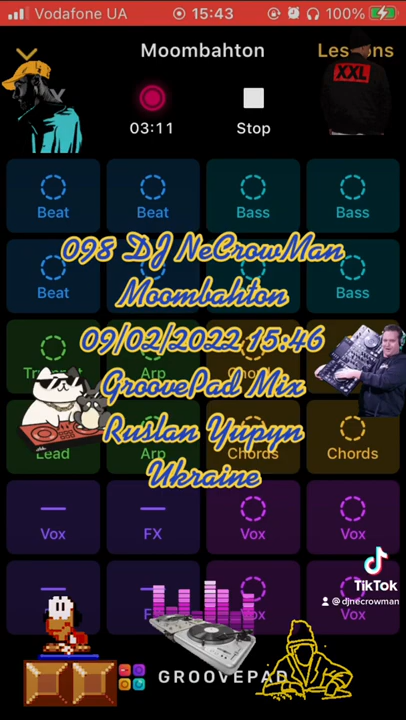 Vodafone UA 15:43 100%
Moombahton Lessons
XXL
03:11 Stop
Beat Beat Bass Bass
098 DJ NeCrowMan
Beat Bass
Moombahton
09/02/2022 15:46
Arp
GroovePad Mix
Ruslan Yupyn
Lead Arp Chords Chords
Ukraine
Vox FX Vox Vox
TikTok
@djnecrowman
Vox
GROOVEPAD